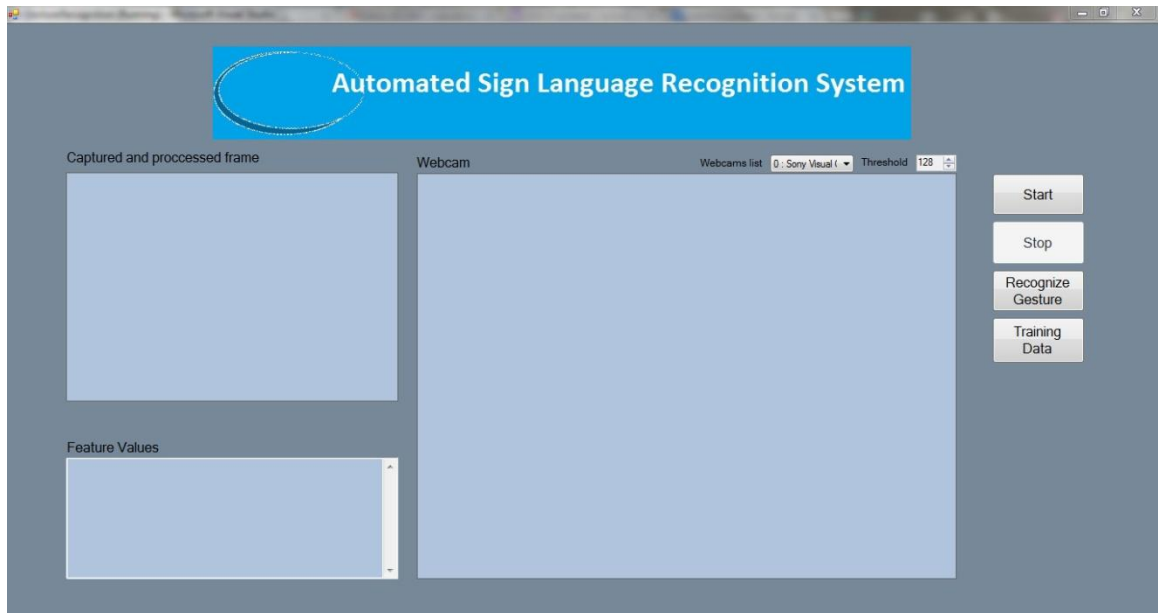 Automated Sign Language Recognition System
Captured and proccessed frame
Webcam
Webcams list
0 : Sony Visual (
Threshold
128
Start
Stop
Recognize
Gesture
Training
Data
Feature Values